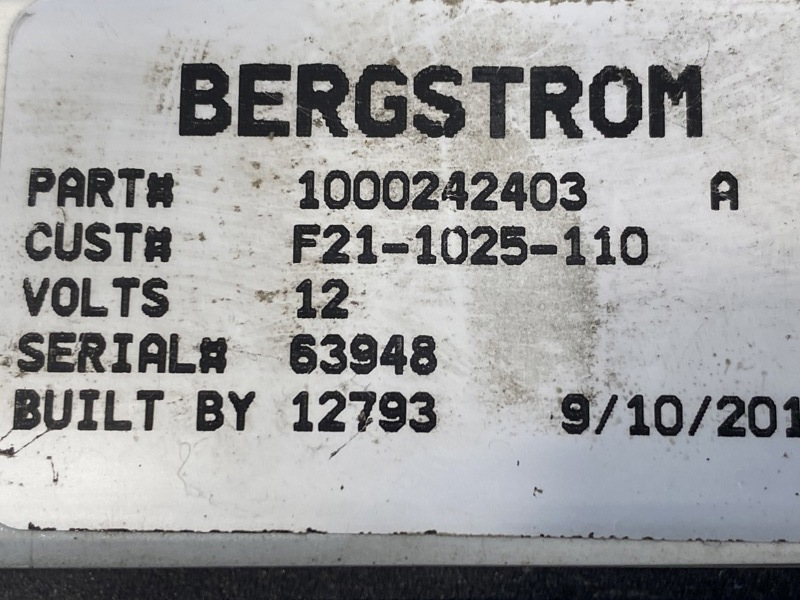 BERGSTROM
PART# 1000242403 A
CUST# F21-1025-110
VOLTS 12
SERIAL# 63948
BUILT BY 12793 9/10/201